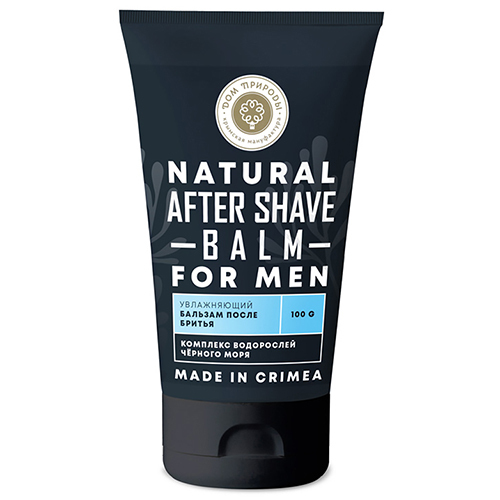 ДОМ ПРИРОДЫ
крымская мануфактура
NATURAL
AFTER SHAVE
BALM
FOR MEN
УВЛАЖНЯЮЩИЙ
БАЛЬЗАМ ПОСЛЕ
БРИТЬЯ
100 G
КОМПЛЕКС ВОДОРОСЛЕЙ
ЧЁРНОГО МОРЯ
MADE IN CRIMEA